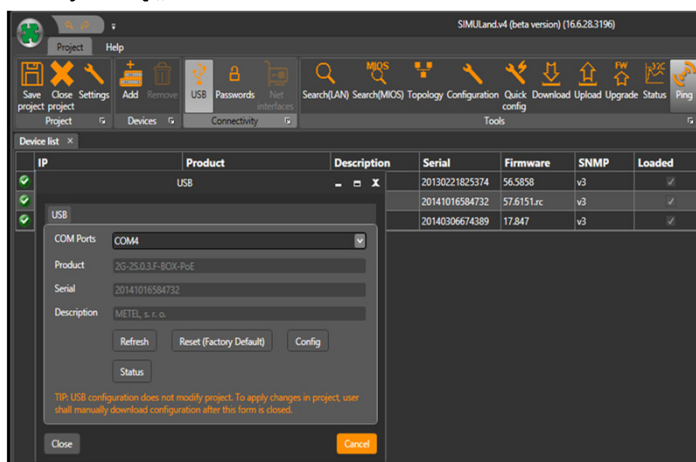 SIMULand.v4 (beta version) (16.6.28.3196)
Project Help
Save project Close project Settings Add Remove USB Passwords Net interfaces Search(LAN) Search(MIOS) Topology Configuration Quick config Download Upload Upgrade Status Ping
Project Devices Connectivity Tools
Device list ×
IP Product Description Serial Firmware SNMP Loaded
20130221825374 56.5858 v3
20141016584732 57.6151.rc v3
20140306674389 17.847 v3
USB
USB
COM Ports COM4
Product 2G-2S.0.3.F-BOX-PoE
Serial 20141016584732
Description METEL, s. r. o.
Refresh Reset (Factory Default) Config
Status
TIP: USB configuration does not modify project. To apply changes in project, user
shall manually download configuration after this form is closed.
Close Cancel